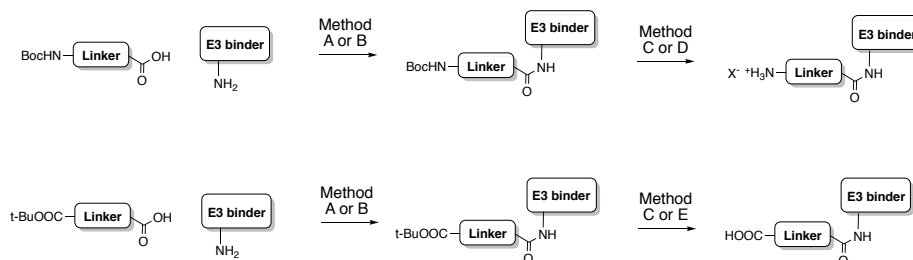 BocHN
Linker
OH
O
E3 binder
NH2
Method
A or B
BocHN
Linker
O
NH
E3 binder
Method
C or D
X- +H3N
Linker
O
NH
E3 binder
t-BuOOC
Linker
OH
O
E3 binder
NH2
Method
A or B
t-BuOOC
Linker
O
NH
E3 binder
Method
C or E
HOOC
Linker
O
NH
E3 binder